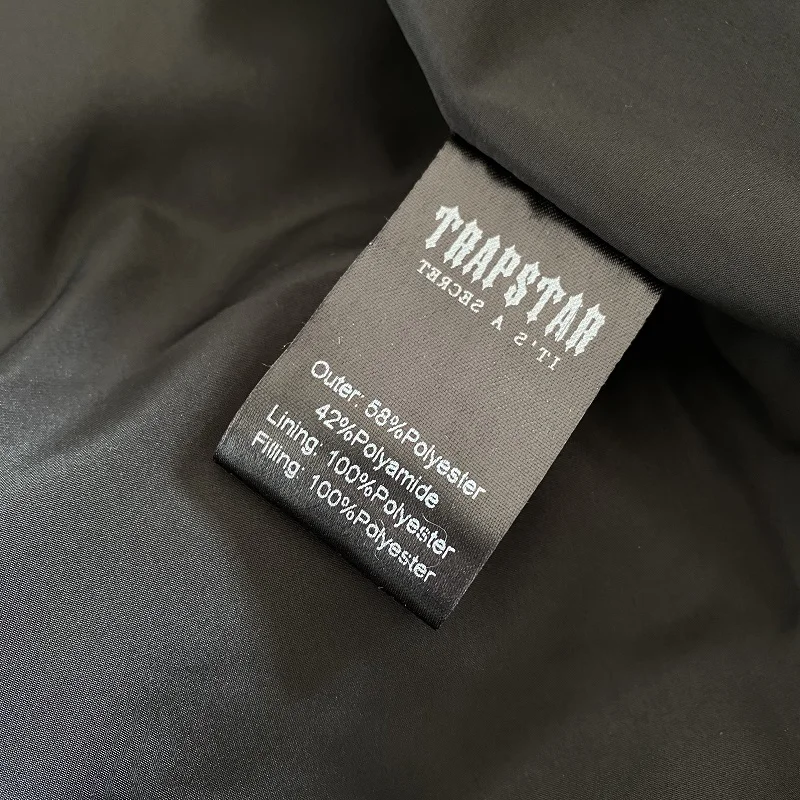 TRAPSTAR
IT'S A SECRET
Outer: 58%Polyester
42%Polyamide
Lining: 100%Polyester
Filling: 100%Polyester